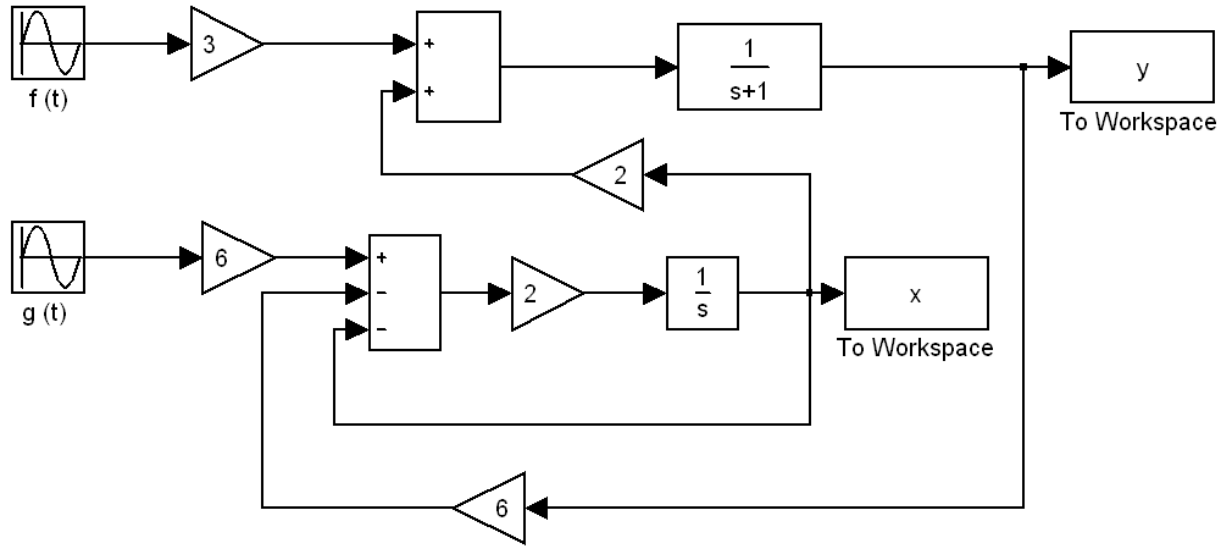 3
+
+
1
s+1
y
f (t)
To Workspace
2
6
+
−
−
2
1
s
x
g (t)
To Workspace
6